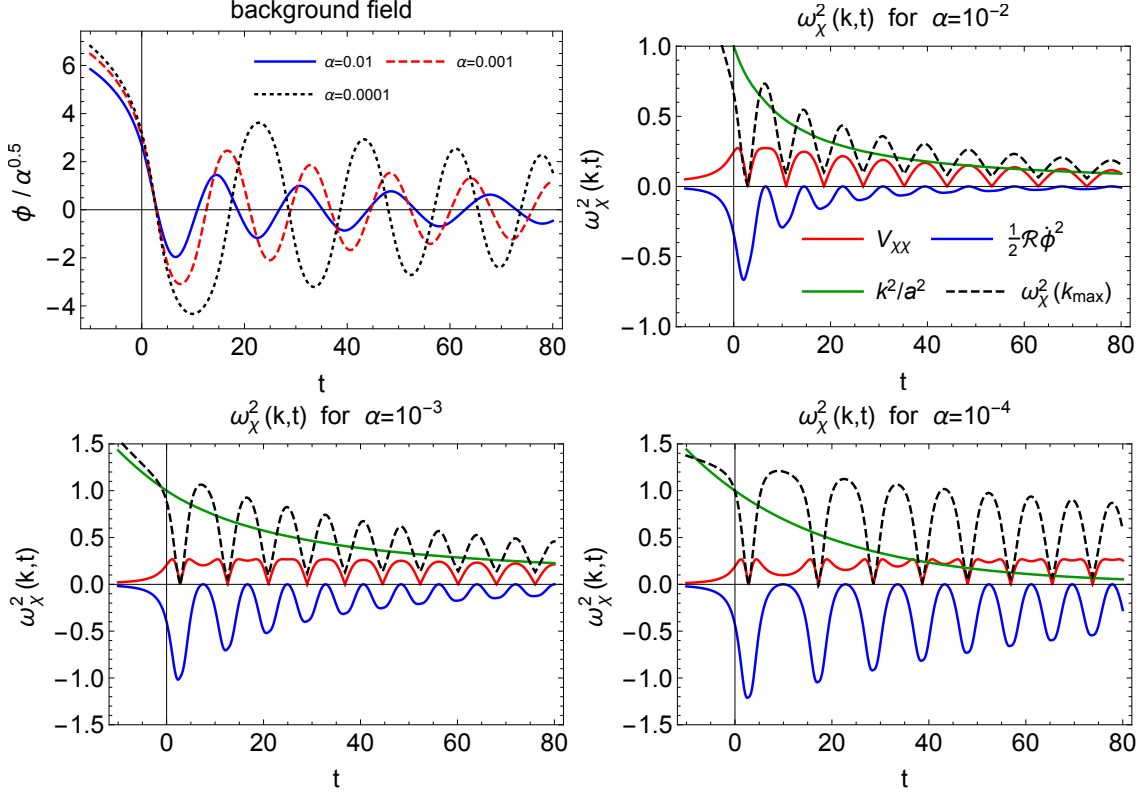 background field
ϕ / α^0.5
6
4
2
0
-2
-4
α=0.01
α=0.001
α=0.0001
0 20 40 60 80
t
ω_χ^2(k,t) for α=10^-2
ω_χ^2(k,t)
1.0
0.5
0.0
-0.5
-1.0
V_χχ
½ℛϕ̇^2
k^2/a^2
ω_χ^2(k_max)
0 20 40 60 80
t
ω_χ^2(k,t) for α=10^-3
ω_χ^2(k,t)
1.5
1.0
0.5
0.0
-0.5
-1.0
-1.5
0 20 40 60 80
t
ω_χ^2(k,t) for α=10^-4
ω_χ^2(k,t)
1.5
1.0
0.5
0.0
-0.5
-1.0
-1.5
0 20 40 60 80
t